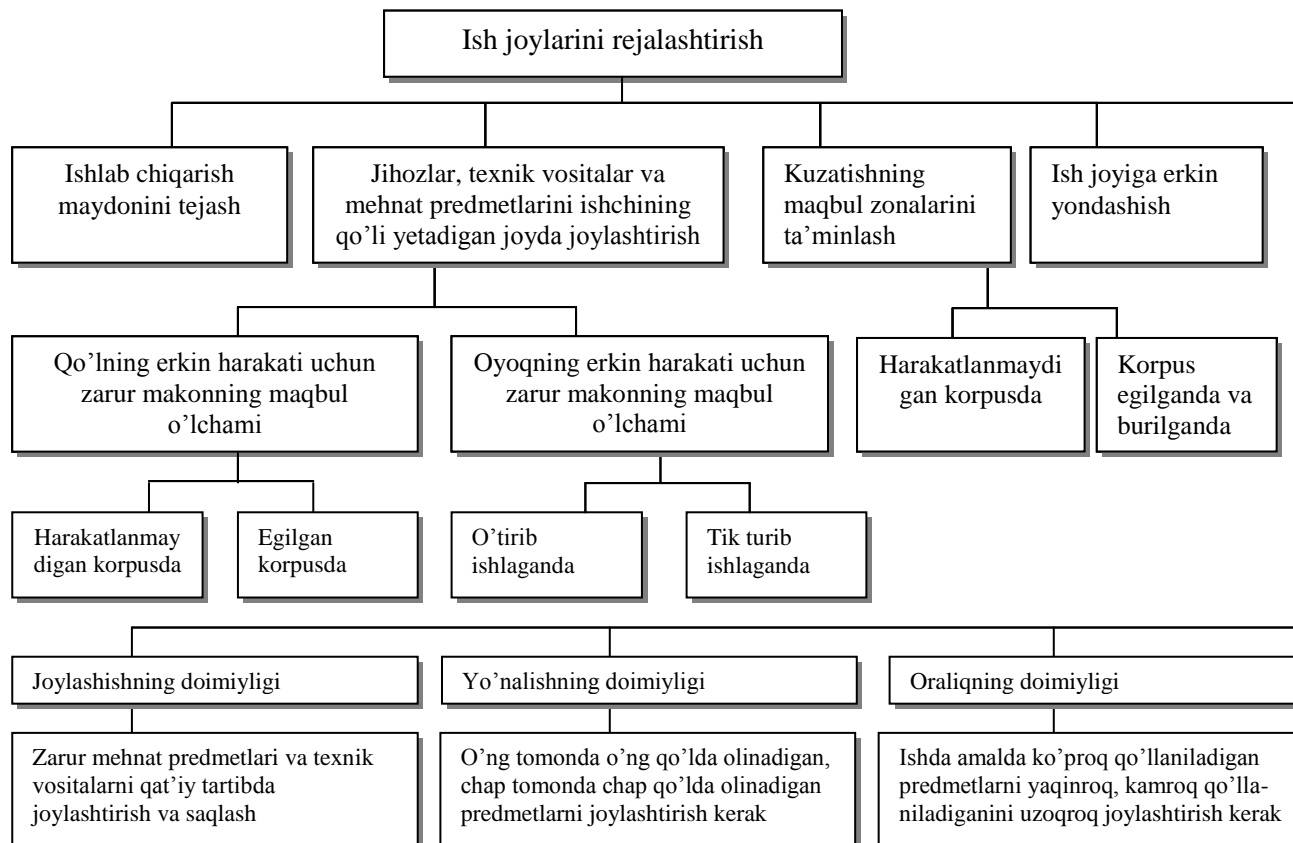 Ish joylarini rejalashtirish
Ishlab chiqarish
maydonini tejash
Jihozlar, texnik vositalar va
mehnat predmetlarini ishchining
qo’li yetadigan joyda joylashtirish
Kuzatishning
maqbul zonalarini
ta’minlash
Ish joyiga erkin
yondashish
Qo’lning erkin harakati uchun
zarur makonning maqbul
o’lchami
Oyoqning erkin harakati uchun
zarur makonning maqbul
o’lchami
Harakatlanmaydi
gan korpusda
Korpus
egilganda va
burilganda
Harakatlanmay
digan korpusda
Egilgan
korpusda
O’tirib
ishlaganda
Tik turib
ishlaganda
Joylashishning doimiyligi
Yo’nalishning doimiyligi
Oraliqning doimiyligi
Zarur mehnat predmetlari va texnik
vositalarni qat’iy tartibda
joylashtirish va saqlash
O’ng tomonda o’ng qo’lda olinadigan,
chap tomonda chap qo’lda olinadigan
predmetlarni joylashtirish kerak
Ishda amalda ko’proq qo’llaniladigan
predmetlarni yaqinroq, kamroq qo’lla-
niladiganini uzoqroq joylashtirish kerak